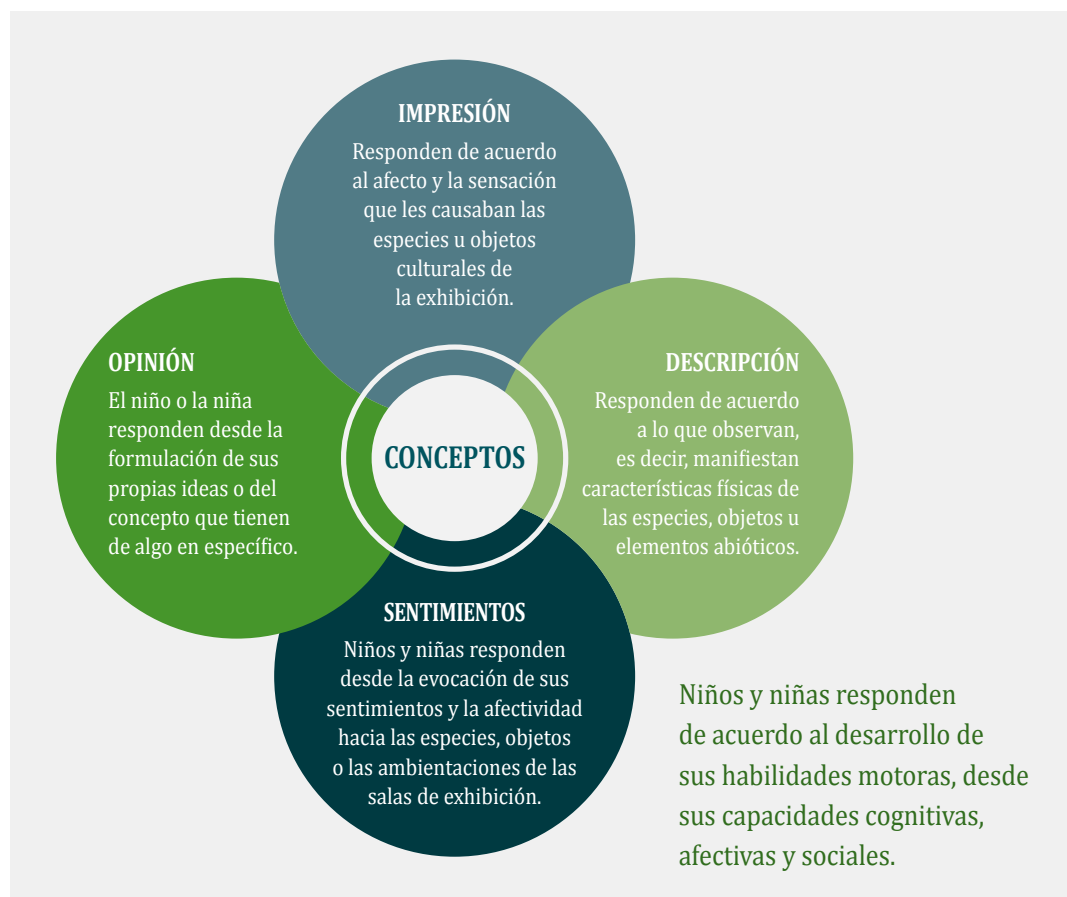 IMPRESIÓN
Responden de acuerdo
al afecto y la sensación
que les causaban las
especies u objetos
culturales de
la exhibición.
OPINIÓN
El niño o la niña
responden desde la
formulación de sus
propias ideas o del
concepto que tienen
de algo en específico.
CONCEPTOS
DESCRIPCIÓN
Responden de acuerdo
a lo que observan,
es decir, manifiestan
características físicas de
las especies, objetos u
elementos abióticos.
SENTIMIENTOS
Niños y niñas responden
desde la evocación de sus
sentimientos y la afectividad
hacia las especies, objetos
o las ambientaciones de las
salas de exhibición.
Niños y niñas responden
de acuerdo al desarrollo de
sus habilidades motoras, desde
sus capacidades cognitivas,
afectivas y sociales.